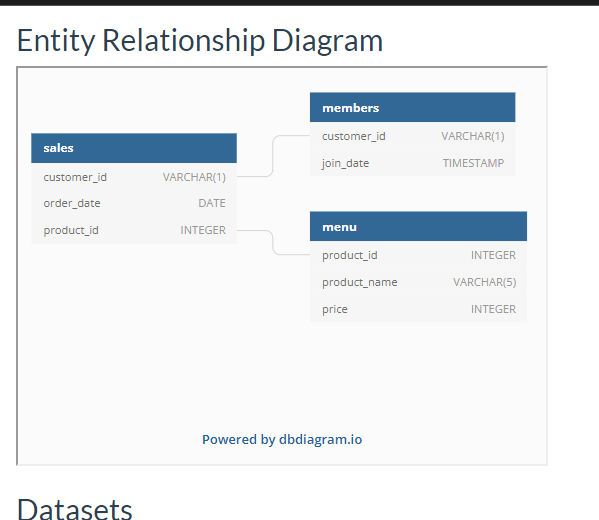 Entity Relationship Diagram
sales
customer_id VARCHAR(1)
order_date DATE
product_id INTEGER
members
customer_id VARCHAR(1)
join_date TIMESTAMP
menu
product_id INTEGER
product_name VARCHAR(5)
price INTEGER
Powered by dbdiagram.io
Datasets